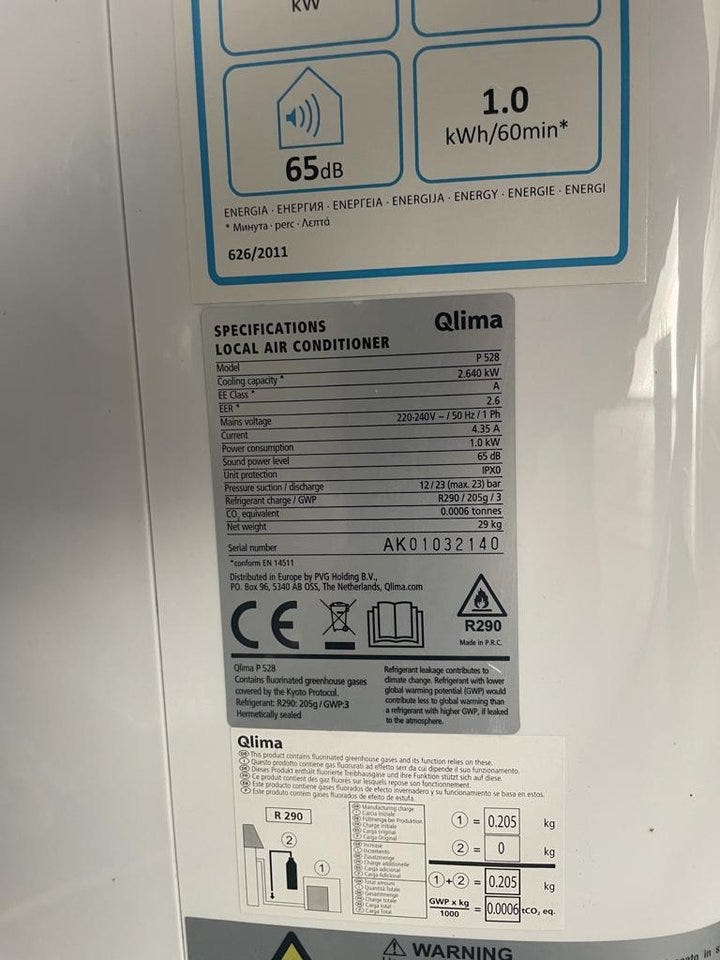 kW
65dB
1.0
kWh/60min*
ENERGIA · ЕНЕРГИЯ · ΕΝΕΡΓΕΙΑ · ENERGIJA · ENERGY · ENERGIE · ENERGI
* Минута · perc · Λεπτά
626/2011
SPECIFICATIONS
LOCAL AIR CONDITIONER
Qlima
Model P 528
Cooling capacity * 2.640 kW
EE Class * A
EER * 2.6
Mains voltage 220-240V ~ / 50 Hz / 1 Ph
Current 4.35 A
Power consumption 1.0 kW
Sound power level 65 dB
Unit protection IPX0
Pressure suction / discharge 12 / 23 (max. 23) bar
Refrigerant charge / GWP R290 / 205g / 3
CO₂ equivalent 0.0006 tonnes
Net weight 29 kg
Serial number AK01032140
*conform EN 14511
Distributed in Europe by PVG Holding B.V.,
PO. Box 96, 5340 AB OSS, The Netherlands, Qlima.com
CE
R290
Made in P.R.C.
Qlima P 528
Contains fluorinated greenhouse gases
covered by the Kyoto Protocol.
Refrigerant: R290: 205g / GWP:3
Hermetically sealed
Refrigerant leakage contributes to
climate change. Refrigerant with lower
global warming potential (GWP) would
contribute less to global warming than
a refrigerant with higher GWP, if leaked
to the atmosphere.
Qlima
This product contains fluorinated greenhouse gases and its function relies on these.
Questo prodotto contiene gas fluorurati ad effetto serr da cui dipende il suo funzionamento.
Dieses Produkt enthält fluorierte Treibhausgase und ihre Funktion stützt sich auf diese.
Ce produit contient des gaz fluorés sur lesquels repose son fonctionnement.
Este producto contiene gases fluorados de efecto invernadero y su funcionamiento se basa en estos.
Este produto contém gases fluorados de efeito de estufa.
R 290
2
1
Manufacturing charge
Carica Iniziale
Füllmenge bei Produktion
Charge initiale
Carga original
Carga Original
Increase
Incremento
Zusatzmenge
Charge additionelle
Carga adicional
Carga Adicional
Total amount
Quantità Totale
Gesamtmenge
Charge totale
Carga total
Carga Total
1 = 0.205 kg
2 = 0 kg
1 + 2 = 0.205 kg
GWP x kg
1000
= 0.0006 tCO₂ eq.
WARNING